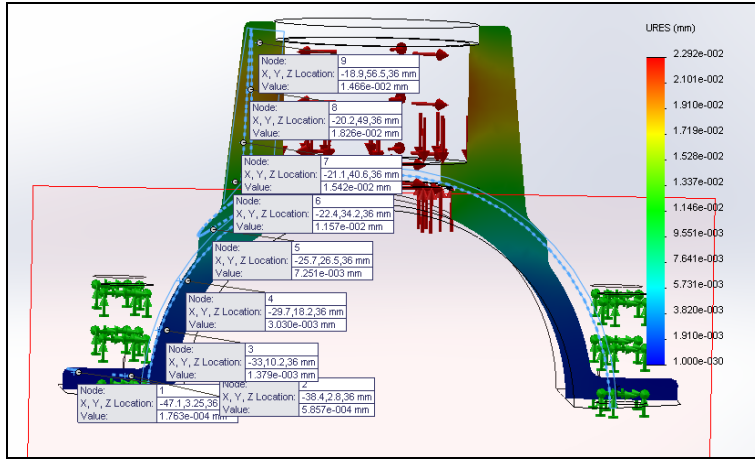 URES (mm)
2.292e-002
2.101e-002
1.910e-002
1.719e-002
1.528e-002
1.337e-002
1.146e-002
9.551e-003
7.641e-003
5.731e-003
3.820e-003
1.910e-003
1.000e-030
Node: 9
X, Y, Z Location: -18.9,56.5,36 mm
Value: 1.466e-002 mm
Node: 8
X, Y, Z Location: -20.2,49,36 mm
Value: 1.826e-002 mm
Node: 7
X, Y, Z Location: -21.1,40.6,36 mm
Value: 1.542e-002 mm
Node: 6
X, Y, Z Location: -22.4,34.2,36 mm
Value: 1.157e-002 mm
Node: 5
X, Y, Z Location: -25.7,26.5,36 mm
Value: 7.251e-003 mm
Node: 4
X, Y, Z Location: -29.7,18.2,36 mm
Value: 3.030e-003 mm
Node: 3
X, Y, Z Location: -33,10.2,36 mm
Value: 1.379e-003 mm
Node: 2
X, Y, Z Location: -38.4,2.8,36 mm
Value: 5.857e-004 mm
Node: 1
X, Y, Z Location: -47.1,3.25,36
Value: 1.763e-004 mm